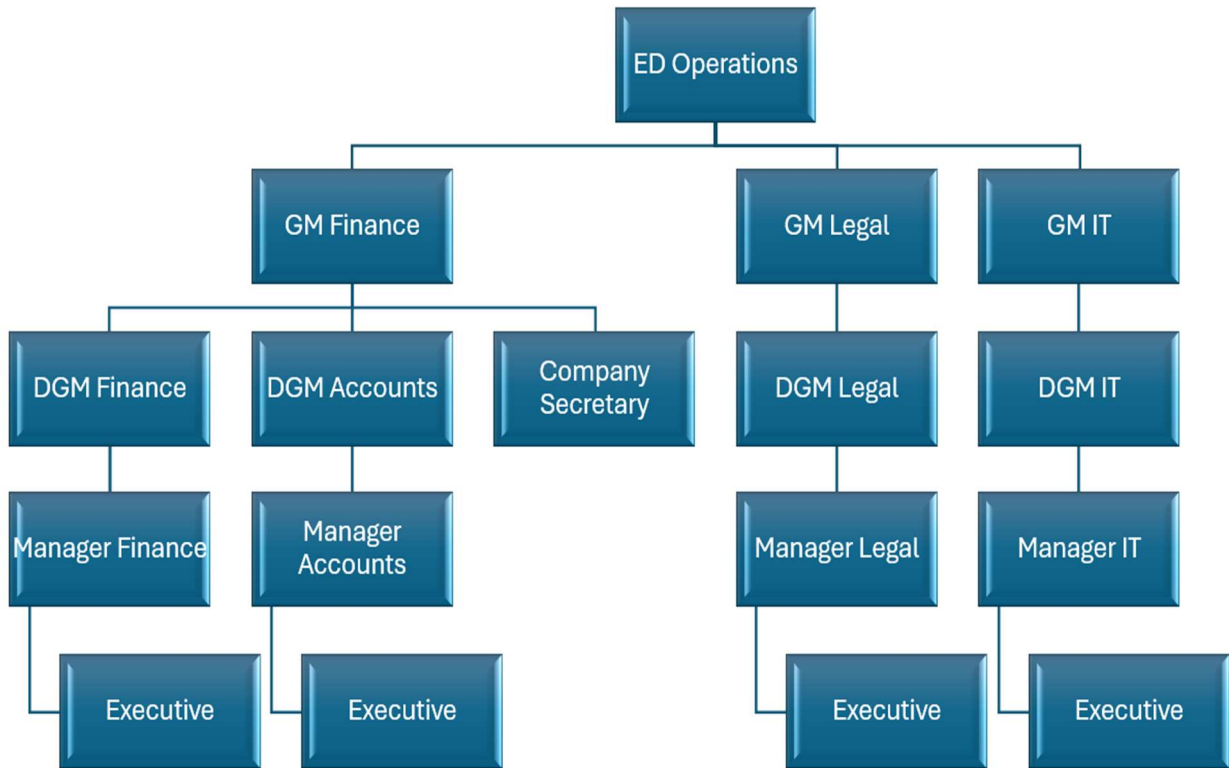 ED Operations
GM Finance
GM Legal
GM IT
DGM Finance
DGM Accounts
Company
Secretary
DGM Legal
DGM IT
Manager Finance
Manager
Accounts
Manager Legal
Manager IT
Executive
Executive
Executive
Executive